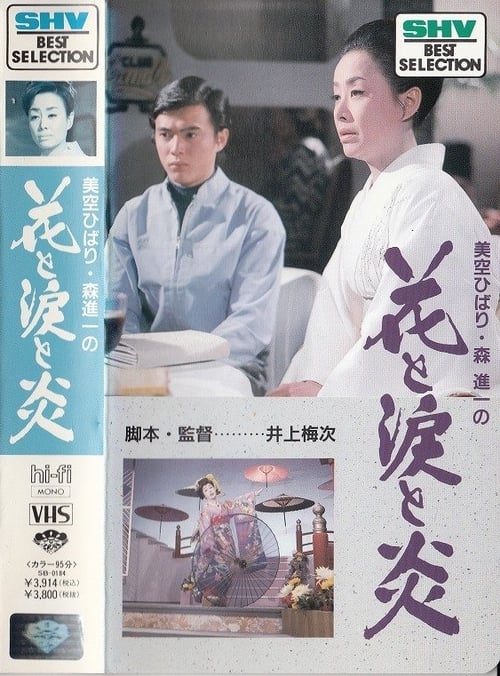 SHV
BEST
SELECTION
美空ひばり・森進一の
花と涙と炎
hi-fi
MONO
VHS
〈カラー95分〉
SB-0184
¥3,914(税込)
¥3,800(税抜)
SHV
BEST
SELECTION
CLUB
美空ひばり・森進一の
花と涙と炎
脚本・監督………井上梅次